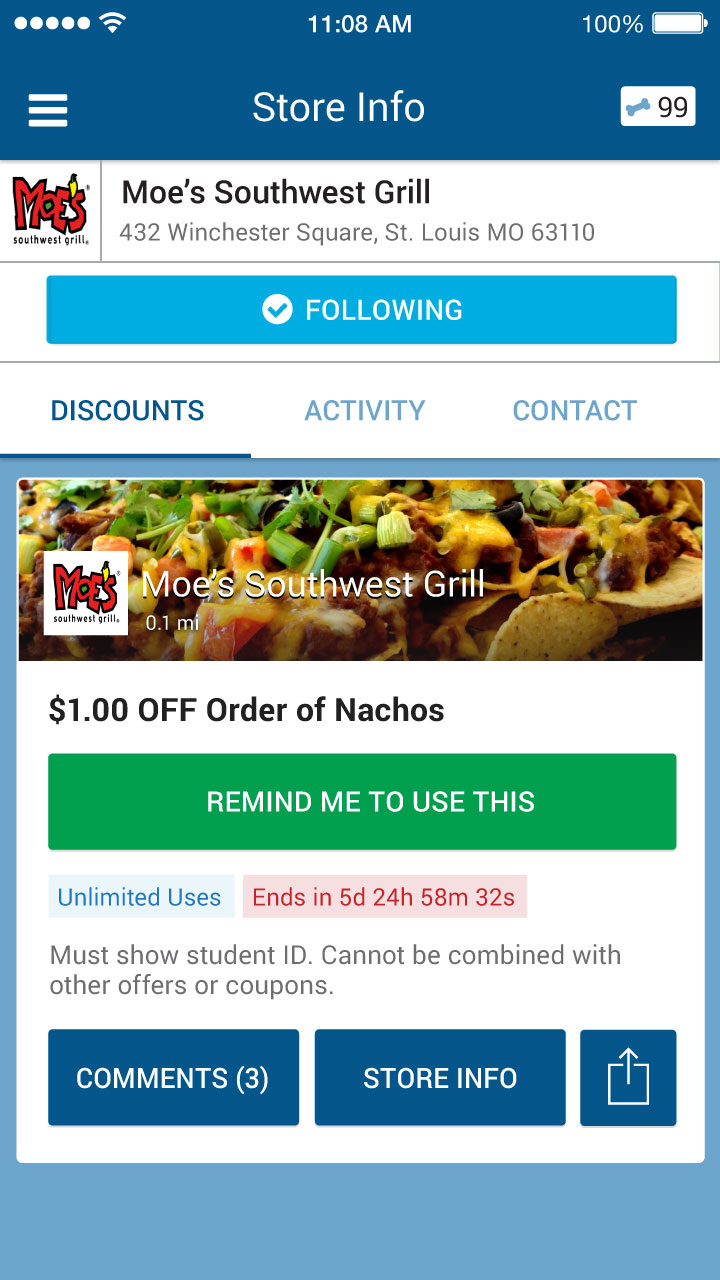 11:08 AM
100%
Store Info
99
MOE'S
southwest grill®
Moe's Southwest Grill
432 Winchester Square, St. Louis MO 63110
FOLLOWING
DISCOUNTS
ACTIVITY
CONTACT
MOE'S
southwest grill®
Moe's Southwest Grill
0.1 mi
$1.00 OFF Order of Nachos
REMIND ME TO USE THIS
Unlimited Uses
Ends in 5d 24h 58m 32s
Must show student ID. Cannot be combined with
other offers or coupons.
COMMENTS (3)
STORE INFO